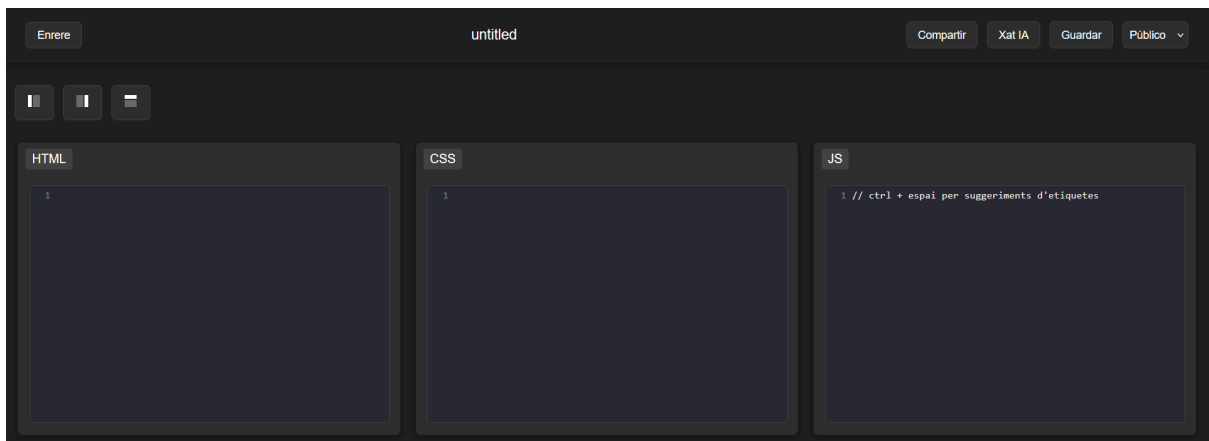 Enrere
untitled
Compartir
Xat IA
Guardar
Público
HTML
1
CSS
1
JS
1 // ctrl + espai per suggeriments d'etiquetes